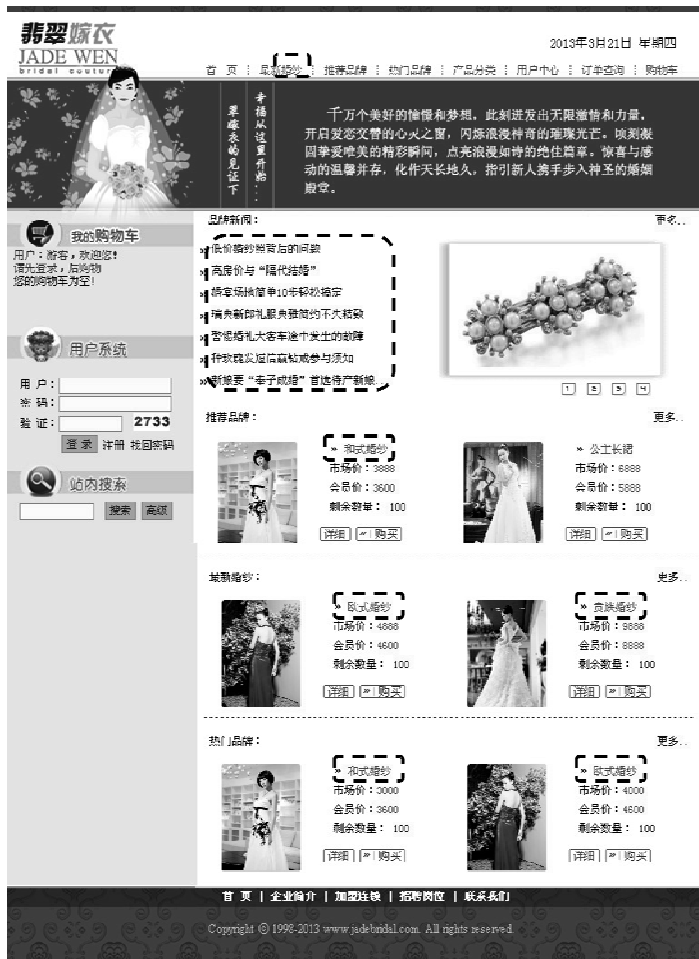 翡翠嫁衣
JADE WEN
bridal couture
2013年3月21日 星期四
首 页 ┊ 最新婚纱 ┊ 推荐品牌 ┊ 热门品牌 ┊ 产品分类 ┊ 用户中心 ┊ 订单查询 ┊ 购物车
幸福从这里开始...
翠嫁衣的见证下
千万个美好的憧憬和梦想。此刻迸发出无限激情和力量。
开启爱恋交臂的心灵之窗，闪烁浪漫神奇的璀璨光芒。顷刻凝
固挚爱唯美的精彩瞬间，点亮浪漫如诗的绝佳篇章。惊喜与感
动的温馨并存，化作天长地久，指引新人携手步入神圣的婚姻
殿堂。
我的购物车
用户：游客，欢迎您!
请先登录，后购物
您的购物车为空!
用户系统
用 户：
密 码：
验 证： 2733
登 录 注册 找回密码
站内搜索
搜索 高级
品牌新闻： 更多..
» 低价婚纱照背后的问题
» 高房价与“隔代结婚”
» 婚宴场地简单10步轻松搞定
» 瑞典新郎礼服典雅简约不失精致
» 警惕婚礼大客车途中发生的故障
» 种玫瑰发短信赢钻戒参与须知
» 新娘要“奉子成婚”首选待产新娘..
1 2 3 4
推荐品牌： 更多..
» 和式婚纱
市场价：3888
会员价：3600
剩余数量： 100
详细 购买
» 公主长裙
市场价：6888
会员价：5888
剩余数量： 100
详细 购买
最新婚纱： 更多..
» 欧式婚纱
市场价：4888
会员价：4600
剩余数量： 100
详细 购买
» 贵族婚纱
市场价：9888
会员价：8888
剩余数量： 100
详细 购买
热门品牌： 更多..
» 和式婚纱
市场价：3000
会员价：3600
剩余数量： 100
详细 购买
» 欧式婚纱
市场价：4000
会员价：4600
剩余数量： 100
详细 购买
首 页 | 企业简介 | 加盟连锁 | 招聘岗位 | 联系我们
Copyright ⓒ 1998-2013 www.jadebridal.com. All rights reserved.